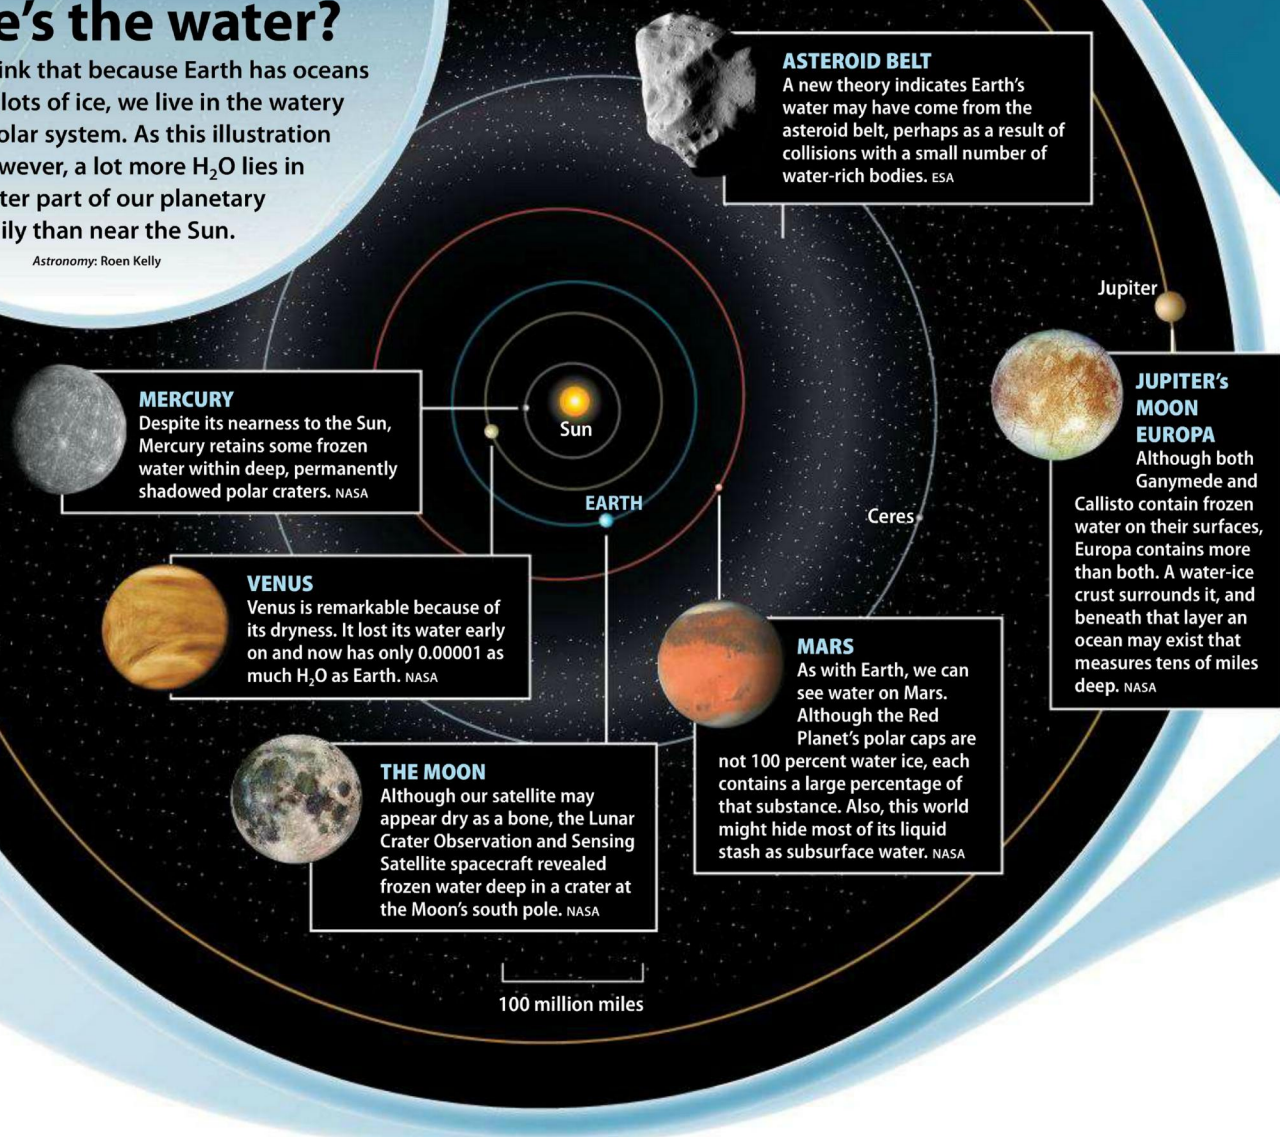 e's the water?
ink that because Earth has oceans
lots of ice, we live in the watery
olar system. As this illustration
wever, a lot more H₂O lies in
ter part of our planetary
ily than near the Sun.
Astronomy: Roen Kelly
ASTEROID BELT
A new theory indicates Earth's
water may have come from the
asteroid belt, perhaps as a result of
collisions with a small number of
water-rich bodies. ESA
Jupiter
JUPITER's
MOON
EUROPA
Although both
Ganymede and
Callisto contain frozen
water on their surfaces,
Europa contains more
than both. A water-ice
crust surrounds it, and
beneath that layer an
ocean may exist that
measures tens of miles
deep. NASA
MERCURY
Despite its nearness to the Sun,
Mercury retains some frozen
water within deep, permanently
shadowed polar craters. NASA
Sun
EARTH
Ceres
VENUS
Venus is remarkable because of
its dryness. It lost its water early
on and now has only 0.00001 as
much H₂O as Earth. NASA
MARS
As with Earth, we can
see water on Mars.
Although the Red
Planet's polar caps are
not 100 percent water ice, each
contains a large percentage of
that substance. Also, this world
might hide most of its liquid
stash as subsurface water. NASA
THE MOON
Although our satellite may
appear dry as a bone, the Lunar
Crater Observation and Sensing
Satellite spacecraft revealed
frozen water deep in a crater at
the Moon's south pole. NASA
100 million miles